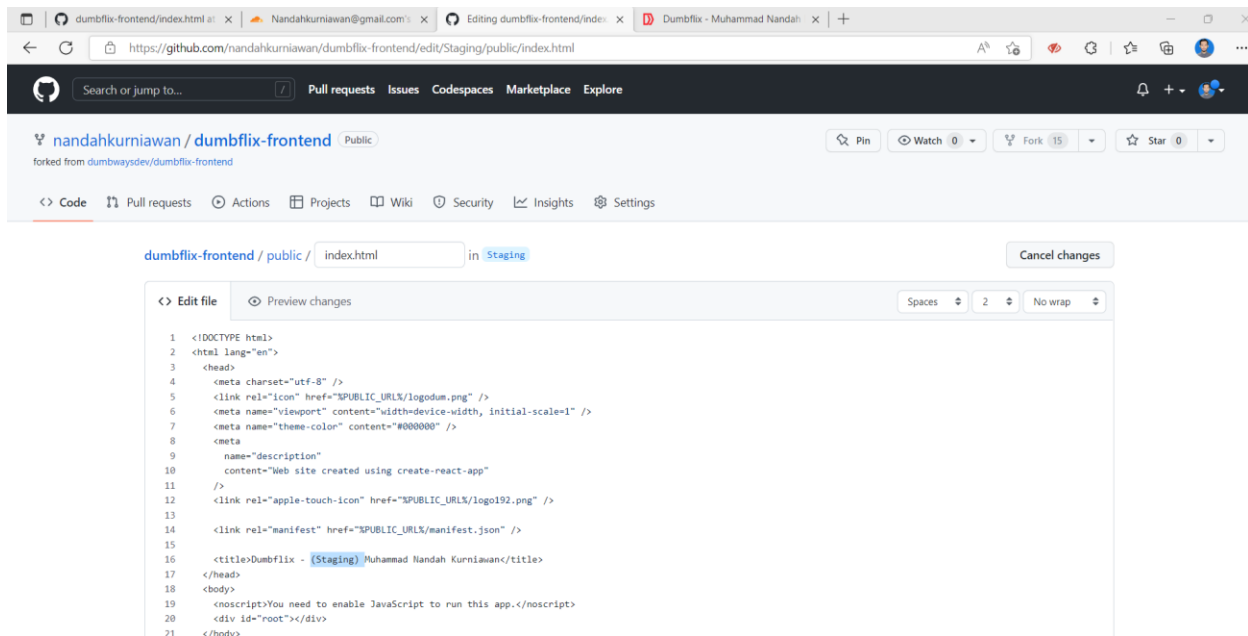 dumbflix-frontend/index.html at
Nandahkurniawan@gmail.com's
Editing dumbflix-frontend/index
Dumbflix - Muhammad Nandah
https://github.com/nandahkurniawan/dumbflix-frontend/edit/Staging/public/index.html
Search or jump to...
/
Pull requests Issues Codespaces Marketplace Explore
nandahkurniawan / dumbflix-frontend Public
Pin
Watch 0
Fork 15
Star 0
forked from dumbwaysdev/dumbflix-frontend
<> Code Pull requests Actions Projects Wiki Security Insights Settings
dumbflix-frontend / public / index.html in Staging
Cancel changes
<> Edit file Preview changes
Spaces 2 No wrap
1 <!DOCTYPE html>
2 <html lang="en">
3 <head>
4 <meta charset="utf-8" />
5 <link rel="icon" href="%PUBLIC_URL%/logodum.png" />
6 <meta name="viewport" content="width=device-width, initial-scale=1" />
7 <meta name="theme-color" content="#000000" />
8 <meta
9 name="description"
10 content="Web site created using create-react-app"
11 />
12 <link rel="apple-touch-icon" href="%PUBLIC_URL%/logo192.png" />
13
14 <link rel="manifest" href="%PUBLIC_URL%/manifest.json" />
15
16 <title>Dumbflix - (Staging) Muhammad Nandah Kurniawan</title>
17 </head>
18 <body>
19 <noscript>You need to enable JavaScript to run this app.</noscript>
20 <div id="root"></div>
21 </body>